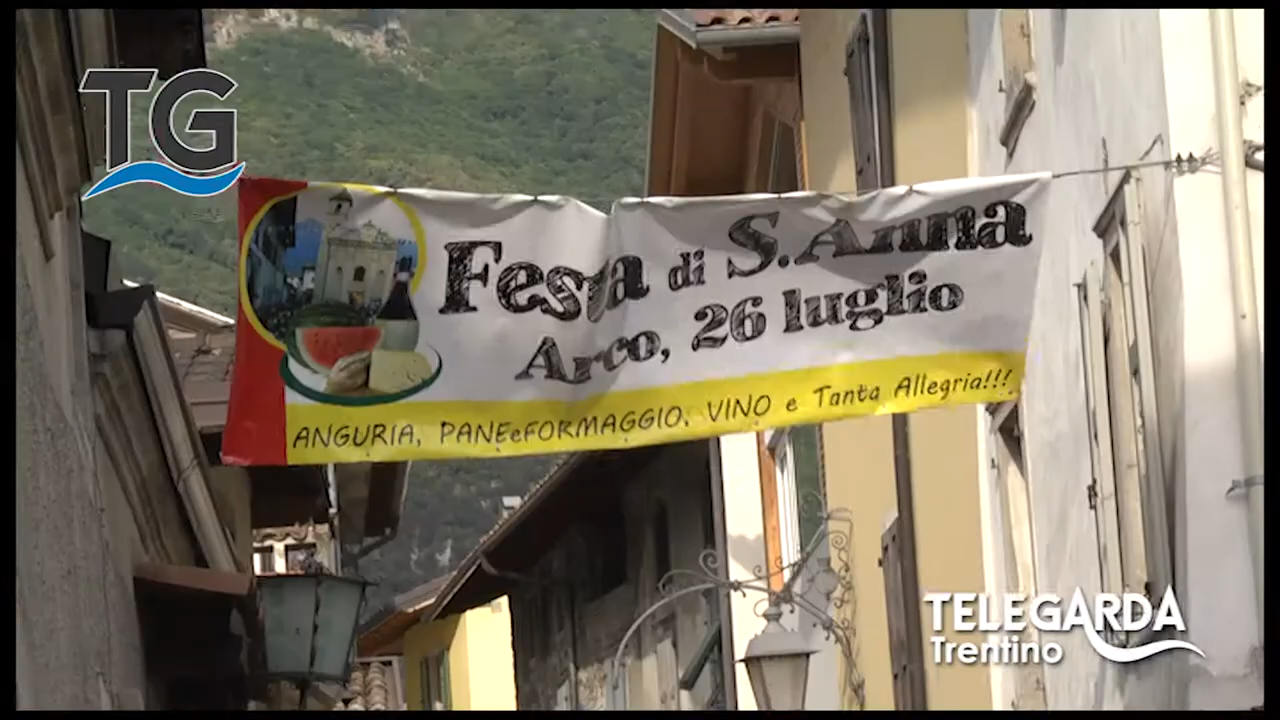 TG
Festa di S. Anna
Arco, 26 luglio
ANGURIA, PANEeFORMAGGIO, VINO e Tanta Allegria!!!
TELEGARDA
Trentino